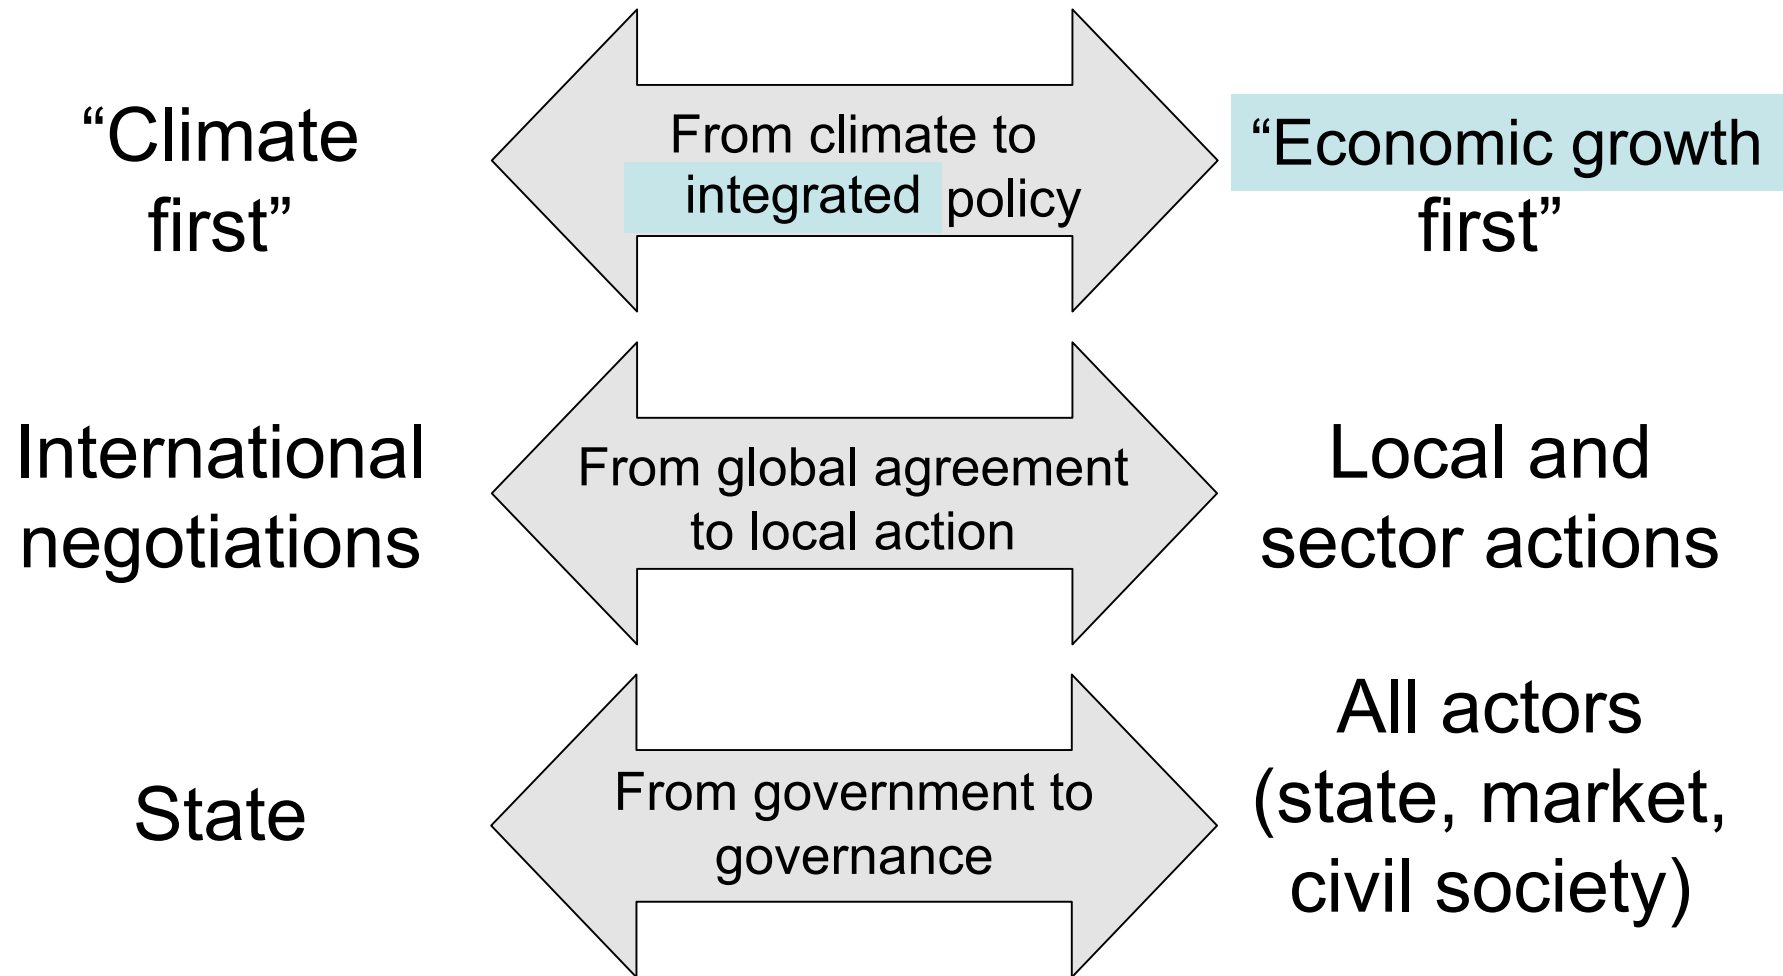 “Climate
first”
From climate to
integrated policy
“Economic growth
first”
International
negotiations
From global agreement
to local action
Local and
sector actions
State
From government to
governance
All actors
(state, market,
civil society)